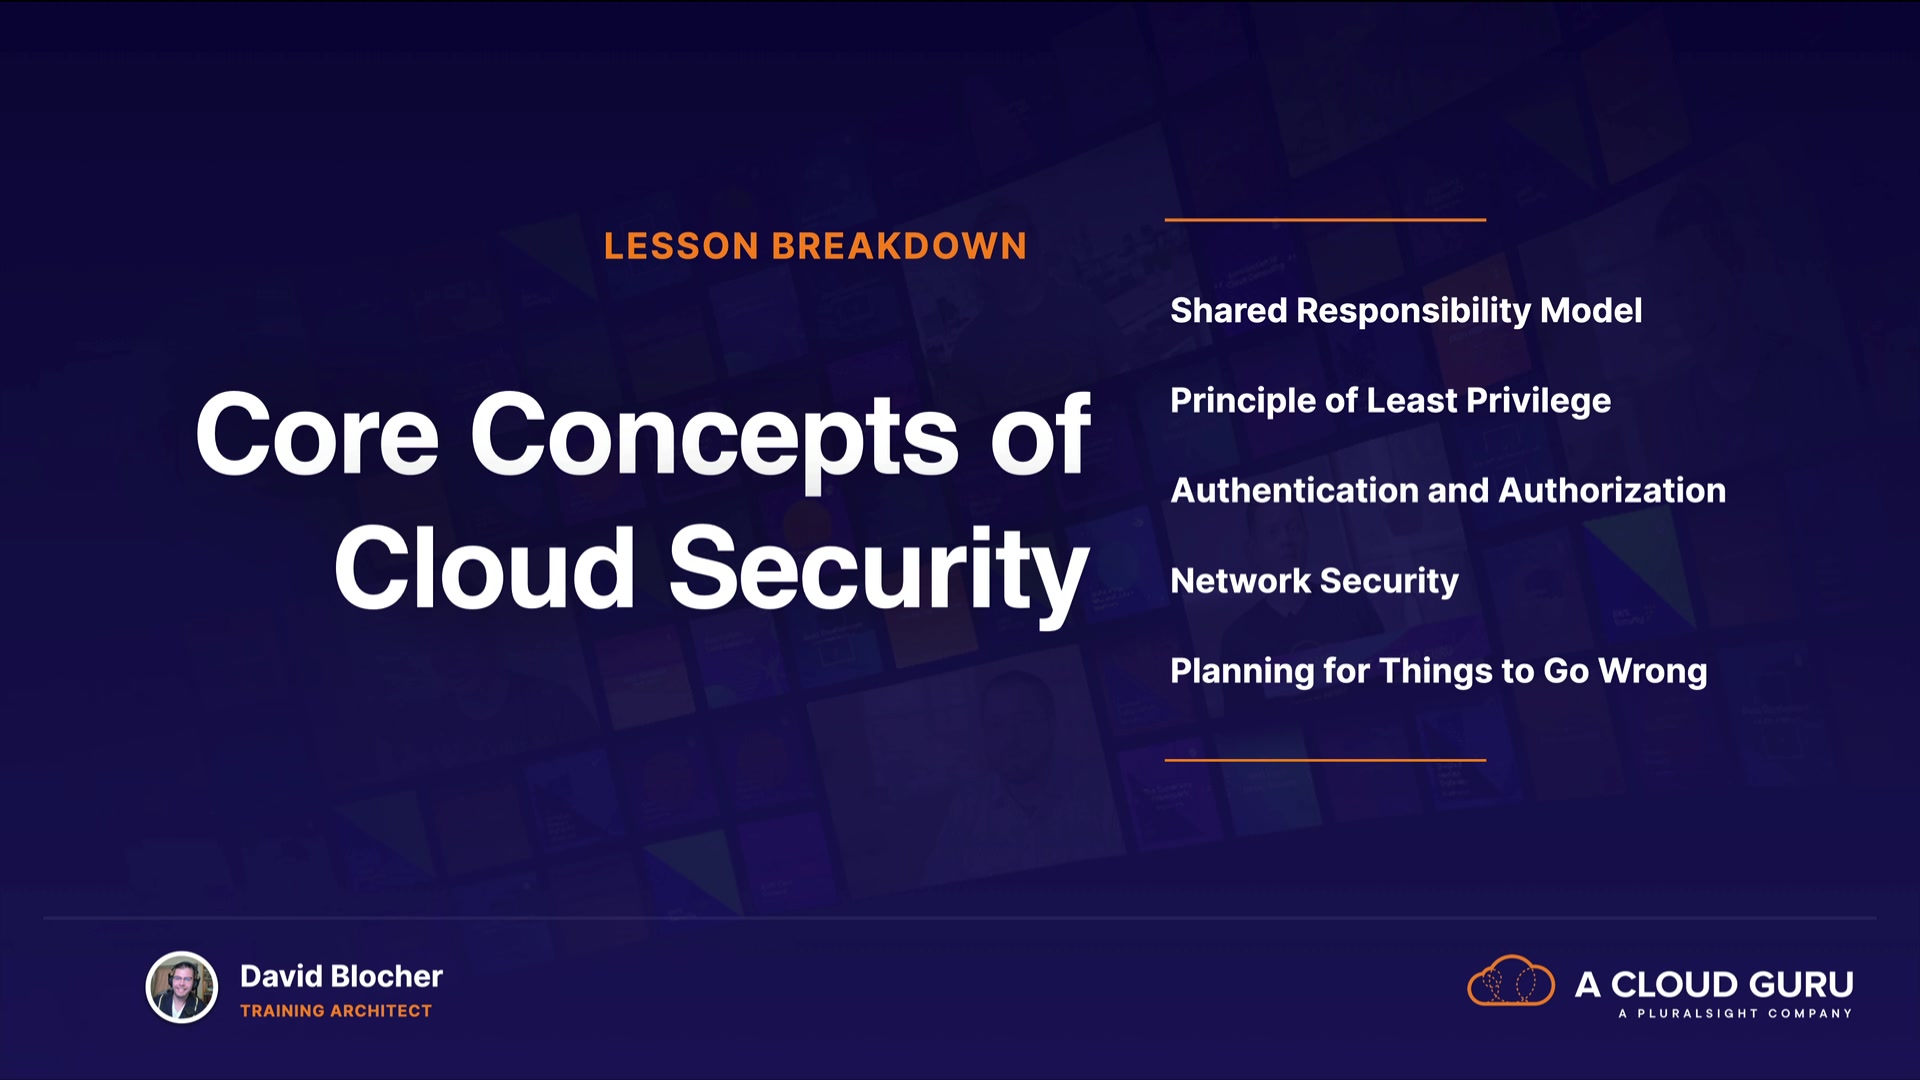 LESSON BREAKDOWN
Core Concepts of
Cloud Security
Shared Responsibility Model
Principle of Least Privilege
Authentication and Authorization
Network Security
Planning for Things to Go Wrong
David Blocher
TRAINING ARCHITECT
A CLOUD GURU
A PLURALSIGHT COMPANY